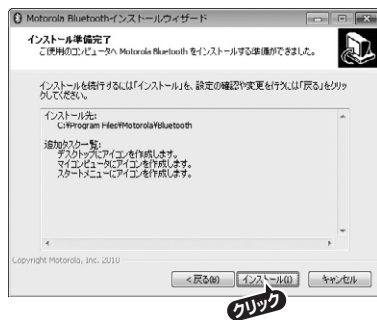 Motorola Bluetoothインストールウィザード
インストール準備完了
ご使用のコンピュータへ Motorola Bluetooth をインストールする準備ができました。
インストールを続行するには「インストール」を、設定の確認や変更を行うには「戻る」をクリッ
クしてください。
インストール先:
C:¥Program Files¥Motorola¥Bluetooth
追加タスク一覧:
デスクトップにアイコンを作成します。
マイコンピュータにアイコンを作成します。
スタートメニューにアイコンを作成します。
Copyright Motorola, Inc. 2010
< 戻る(B)
インストール(I)
キャンセル
クリック